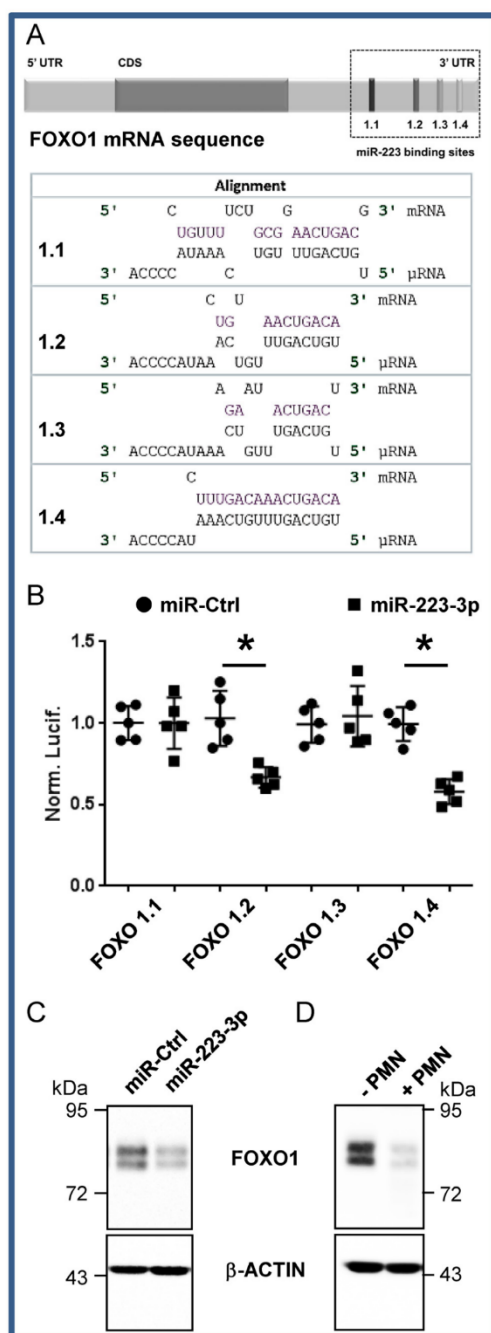 A
5' UTR CDS 3' UTR
1.1 1.2 1.3 1.4
FOXO1 mRNA sequence
miR-223 binding sites
Alignment
1.1
5' C UCU G G 3' mRNA
UGUUU GCG AACUGAC
AUAAA UGU UUGACUG
3' ACCCC C U 5' μRNA
1.2
5' C U 3' mRNA
UG AACUGACA
AC UUGACUGU
3' ACCCCAUAA UGU 5' μRNA
1.3
5' A AU U 3' mRNA
GA ACUGAC
CU UGACUG
3' ACCCCAUAAA GUU U 5' μRNA
1.4
5' C 3' mRNA
UUUGACAAACUGACA
AAACUGUUUGACUGU
3' ACCCCAU 5' μRNA
B
miR-Ctrl miR-223-3p
Norm. Lucif.
1.5
1.0
0.5
0.0
* *
FOXO 1.1 FOXO 1.2 FOXO 1.3 FOXO 1.4
C
miR-Ctrl miR-223-3p
kDa
95
72
43
FOXO1
β-ACTIN
D
- PMN + PMN
kDa
95
72
43